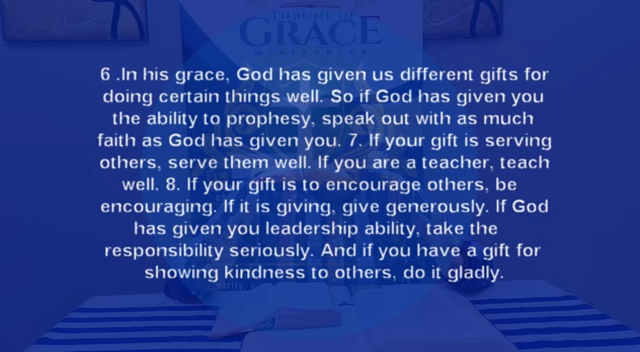 THRONE OF
GRACE
MINISTRIES
6 .In his grace, God has given us different gifts for
doing certain things well. So if God has given you
the ability to prophesy, speak out with as much
faith as God has given you. 7. If your gift is serving
others, serve them well. If you are a teacher, teach
well. 8. If your gift is to encourage others, be
encouraging. If it is giving, give generously. If God
has given you leadership ability, take the
responsibility seriously. And if you have a gift for
showing kindness to others, do it gladly.